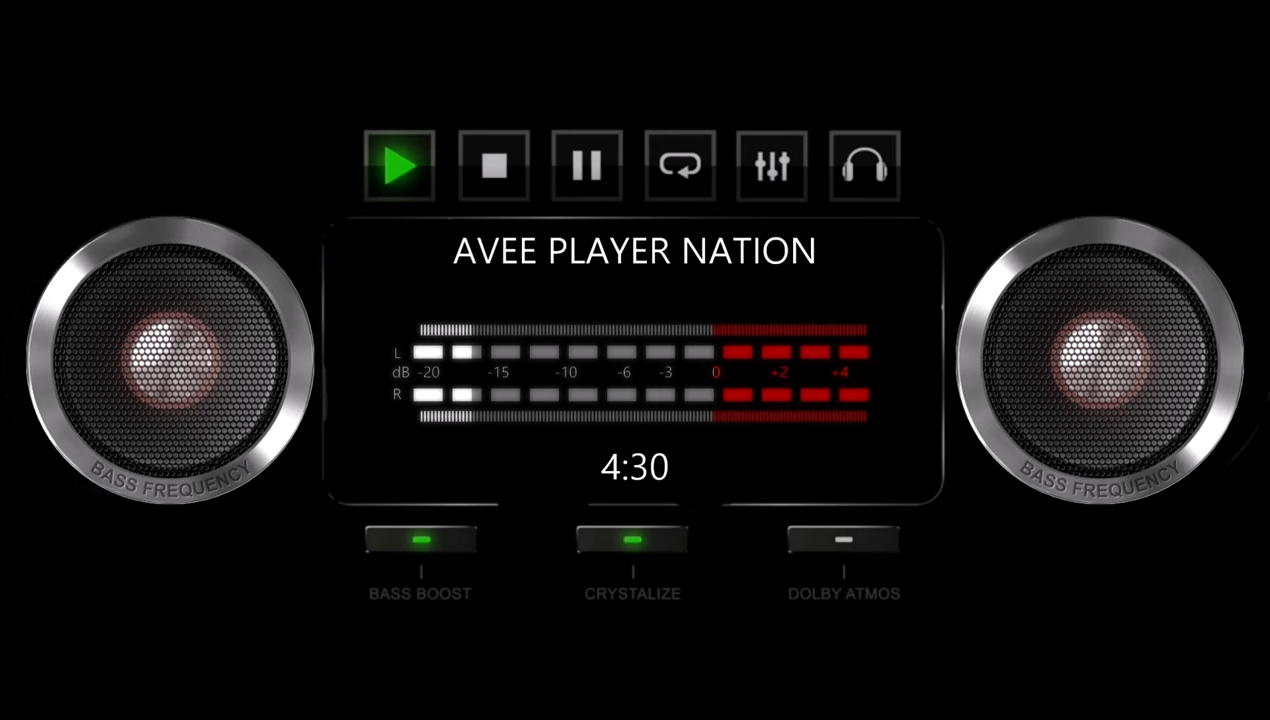 AVEE PLAYER NATION
L
dB -20 -15 -10 -6 -3 0 +2 +4
R
4:30
BASS FREQUENCY
BASS FREQUENCY
BASS BOOST
CRYSTALIZE
DOLBY ATMOS